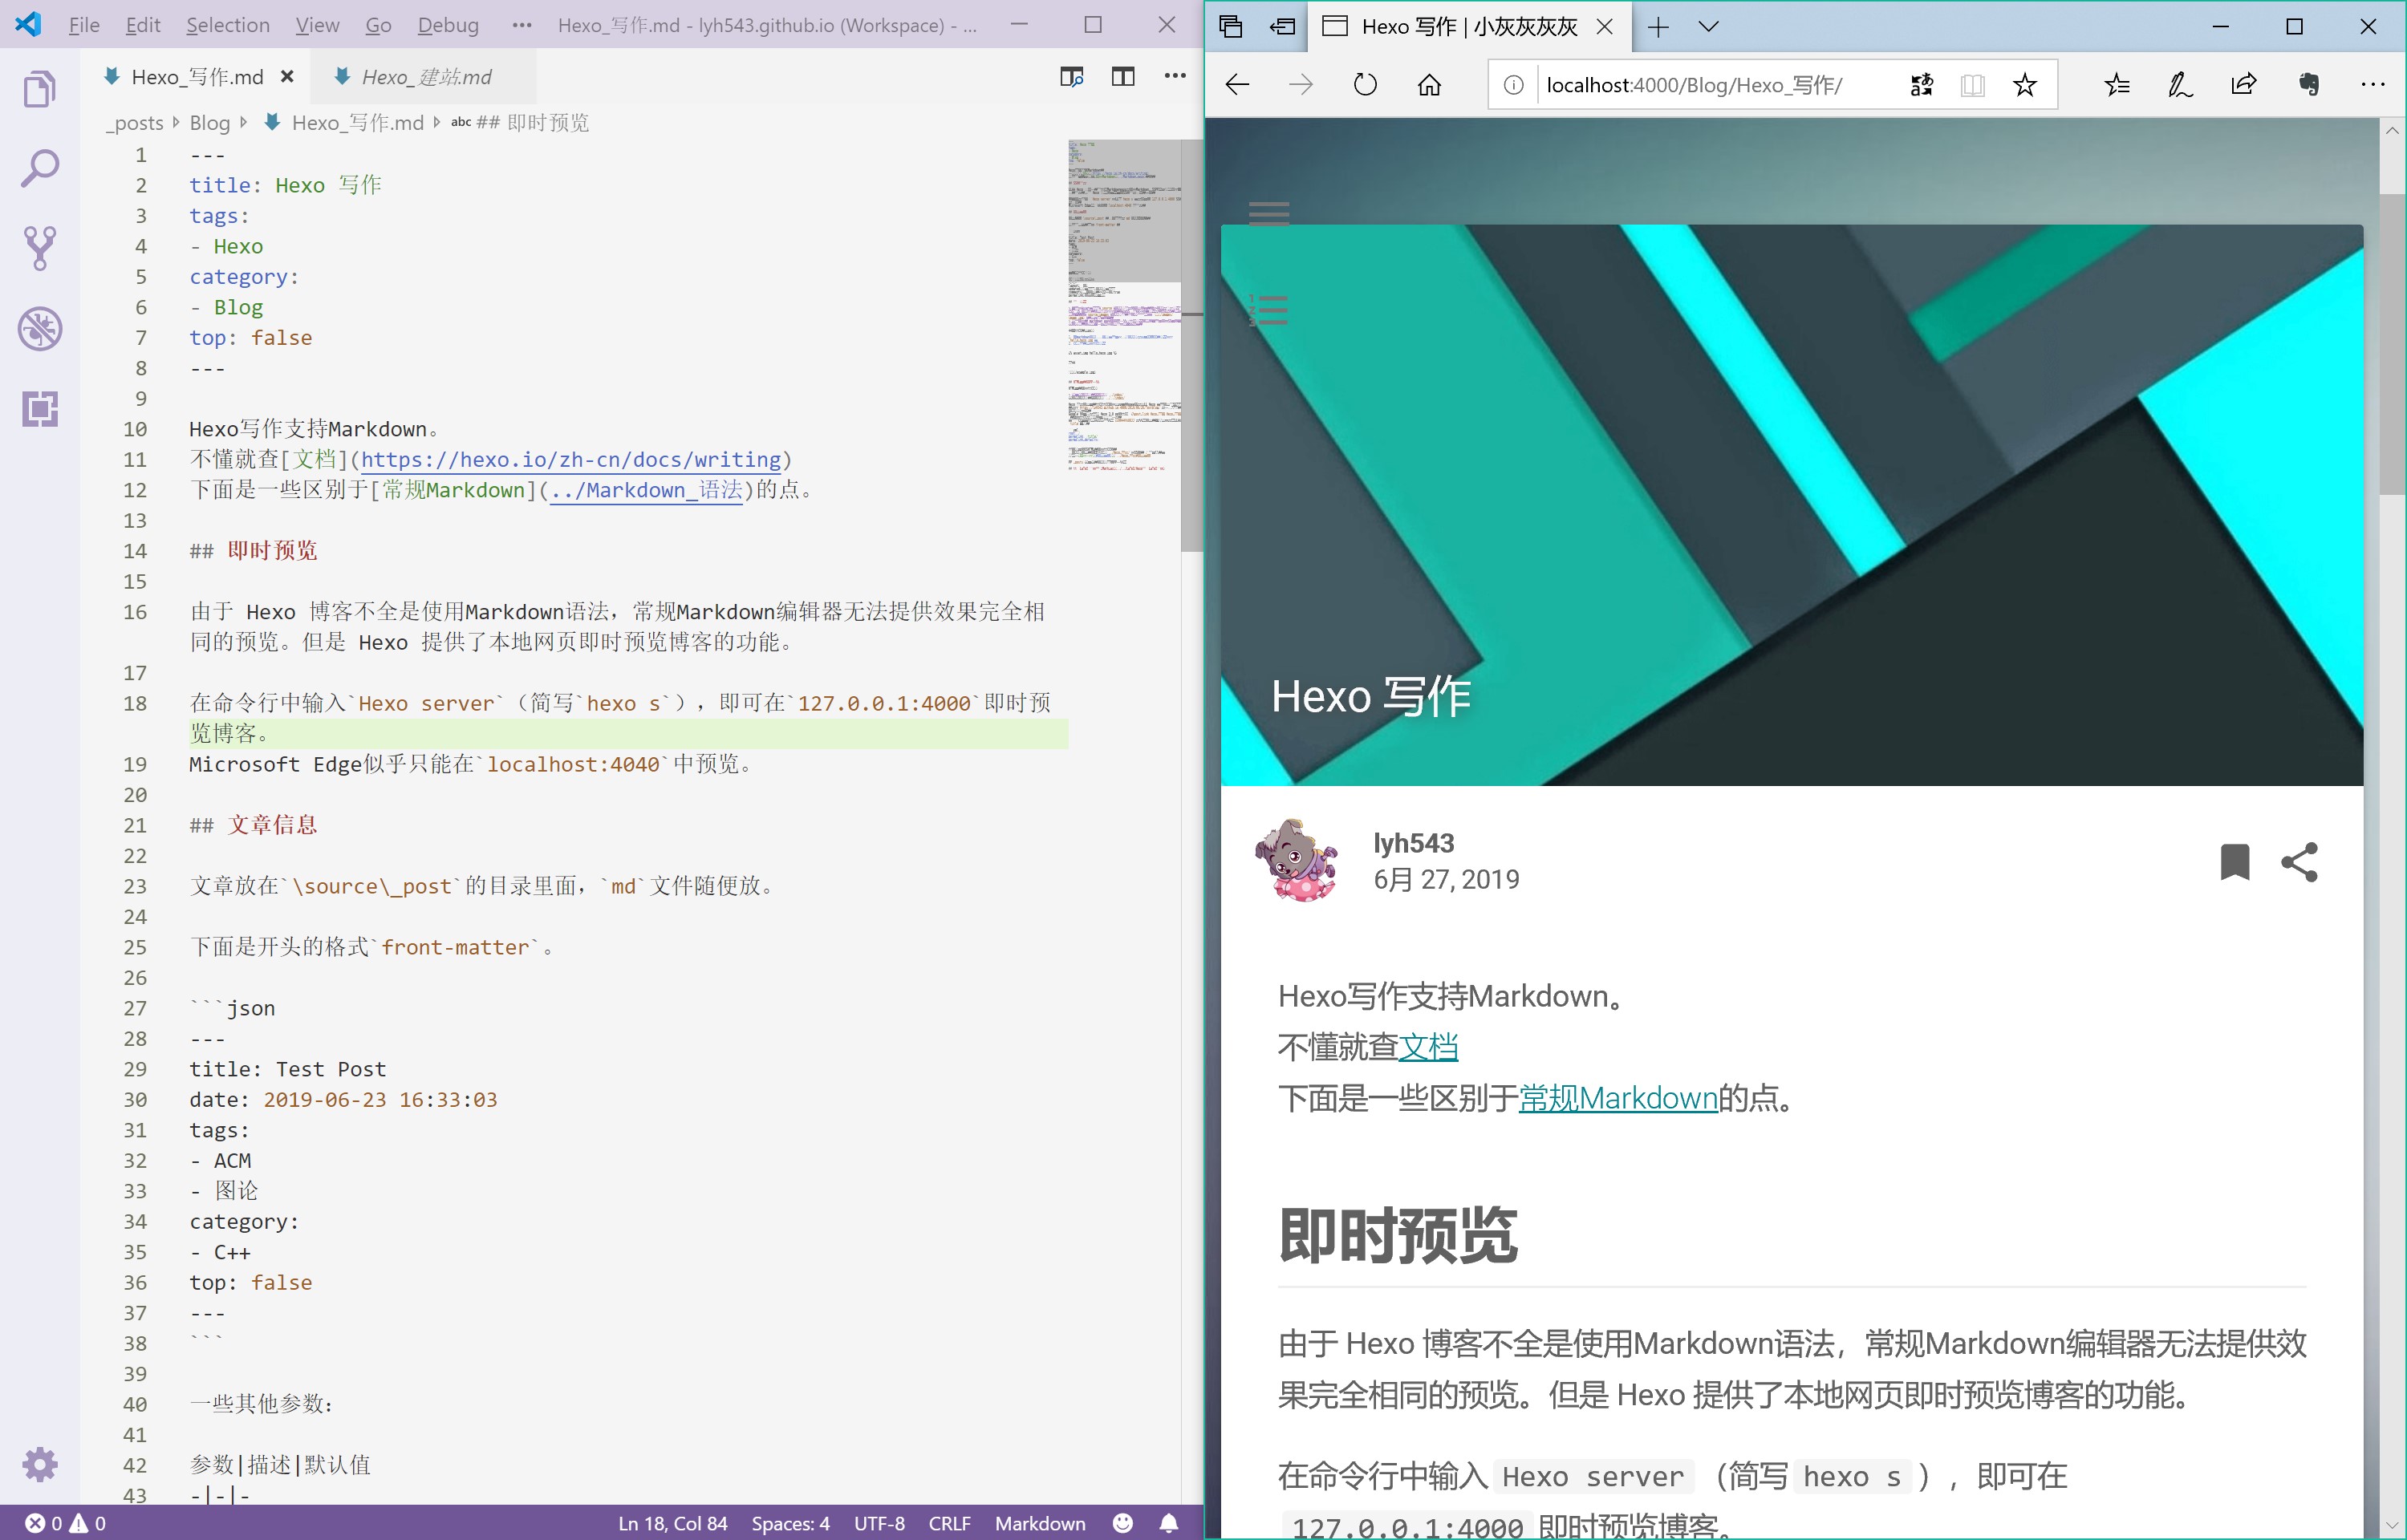 File Edit Selection View Go Debug ··· Hexo_写作.md - lyh543.github.io (Workspace) - ...
Hexo_写作.md Hexo_建站.md
_posts Blog Hexo_写作.md abc ## 即时预览
1 ---
2 title: Hexo 写作
3 tags:
4 - Hexo
5 category:
6 - Blog
7 top: false
8 ---
9
10 Hexo写作支持Markdown。
11 不懂就查[文档](https://hexo.io/zh-cn/docs/writing)
12 下面是一些区别于[常规Markdown](../Markdown_语法)的点。
13
14 ## 即时预览
15
16 由于 Hexo 博客不全是使用Markdown语法，常规Markdown编辑器无法提供效果完全相
同的预览。但是 Hexo 提供了本地网页即时预览博客的功能。
17
18 在命令行中输入`Hexo server`（简写`hexo s`），即可在`127.0.0.1:4000`即时预
览博客。
19 Microsoft Edge似乎只能在`localhost:4040`中预览。
20
21 ## 文章信息
22
23 文章放在`\source\_post`的目录里面，`md`文件随便放。
24
25 下面是开头的格式`front-matter`。
26
27 ```json
28 ---
29 title: Test Post
30 date: 2019-06-23 16:33:03
31 tags:
32 - ACM
33 - 图论
34 category:
35 - C++
36 top: false
37 ---
38 ```
39
40 一些其他参数：
41
42 参数|描述|默认值
43 -|-|-
0 0 Ln 18, Col 84 Spaces: 4 UTF-8 CRLF Markdown
Hexo 写作 | 小灰灰灰灰
localhost:4000/Blog/Hexo_写作/
Hexo 写作
lyh543
6月 27, 2019
Hexo写作支持Markdown。
不懂就查文档
下面是一些区别于常规Markdown的点。
即时预览
由于 Hexo 博客不全是使用Markdown语法，常规Markdown编辑器无法提供效
果完全相同的预览。但是 Hexo 提供了本地网页即时预览博客的功能。
在命令行中输入 Hexo server （简写 hexo s ），即可在
127.0.0.1:4000 即时预览博客。